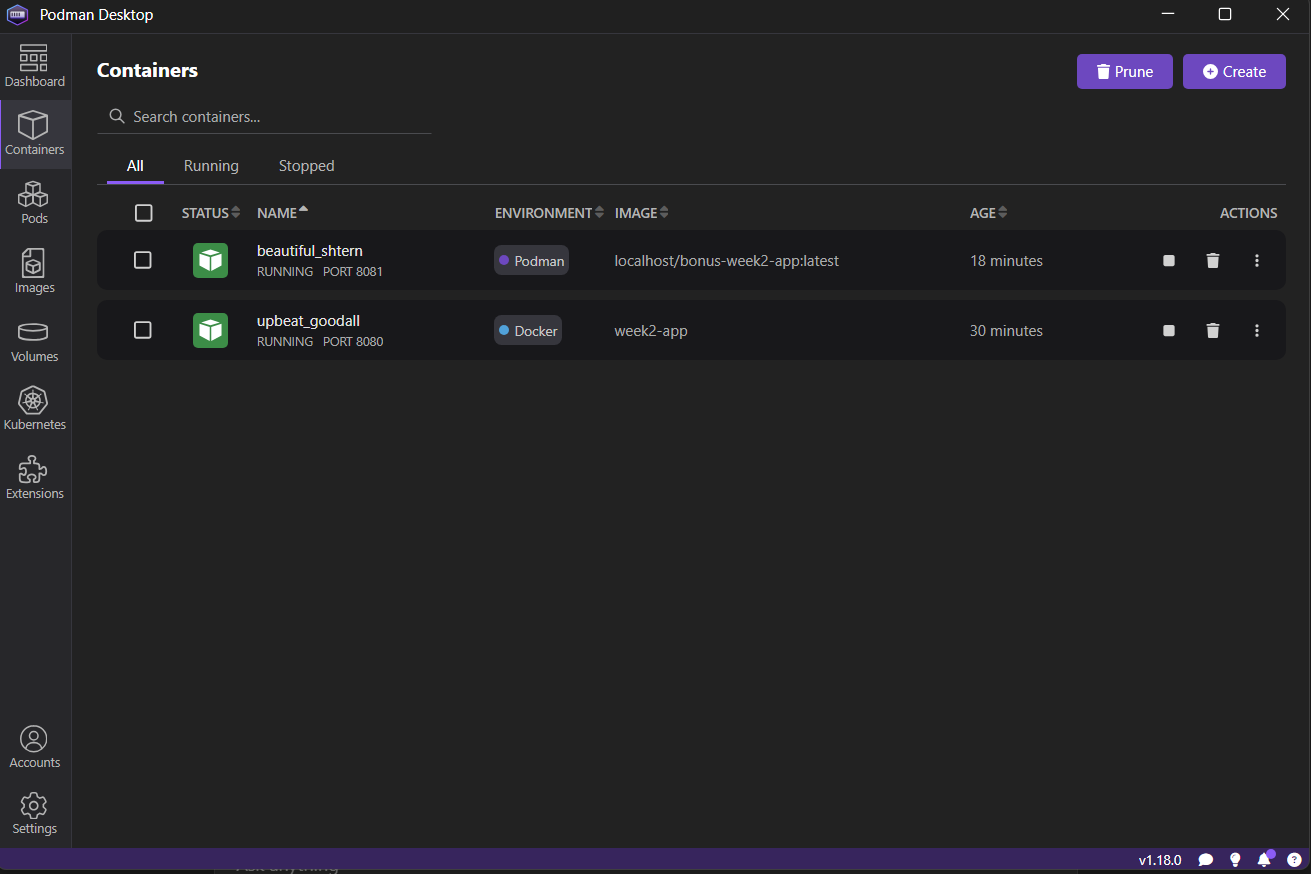 Podman Desktop
Dashboard
Containers
Pods
Images
Volumes
Kubernetes
Extensions
Accounts
Settings
Containers
Prune
Create
Search containers...
All Running Stopped
STATUS NAME ENVIRONMENT IMAGE AGE ACTIONS
beautiful_shtern
RUNNING PORT 8081
Podman
localhost/bonus-week2-app:latest
18 minutes
upbeat_goodall
RUNNING PORT 8080
Docker
week2-app
30 minutes
v1.18.0